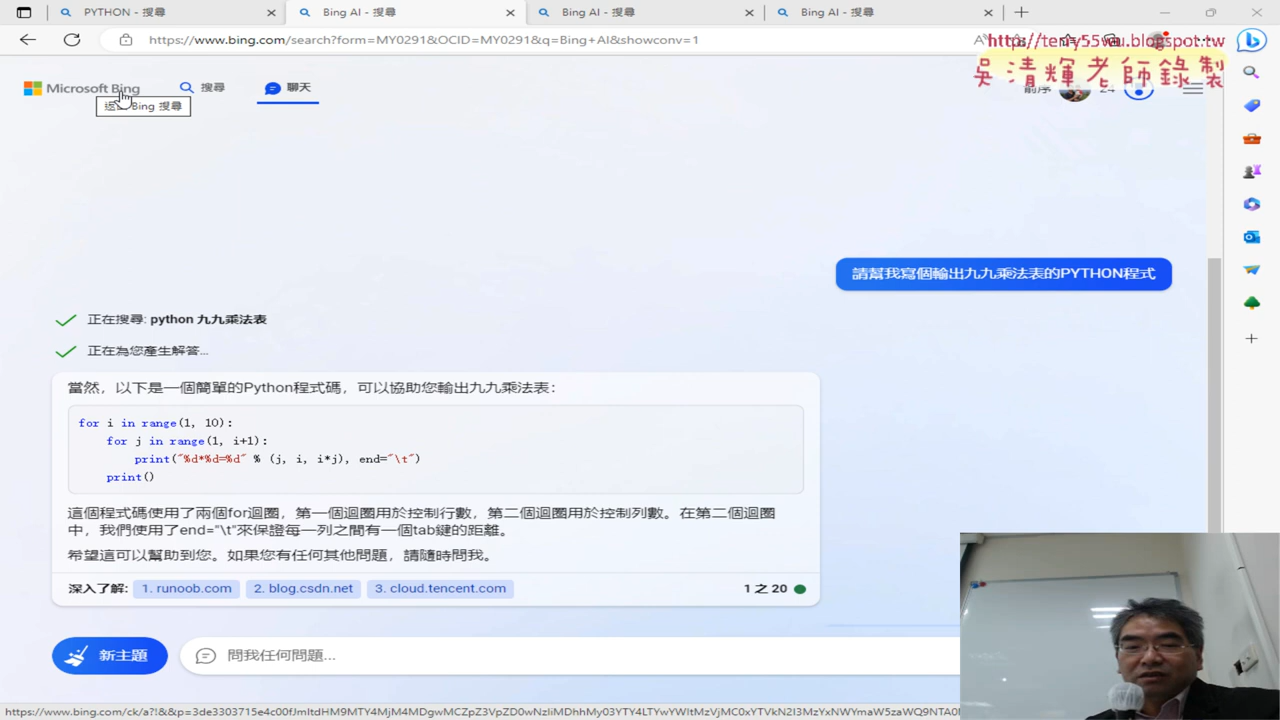 PYTHON - 搜尋
Bing AI - 搜尋
Bing AI - 搜尋
Bing AI - 搜尋
https://www.bing.com/search?form=MY0291&OCID=MY0291&q=Bing+AI&showconv=1
http://terry55wu.blogspot.tw
吳清輝老師錄製
Microsoft Bing
搜尋
聊天
Bing 搜尋
24
請幫我寫個輸出九九乘法表的PYTHON程式
正在搜尋: python 九九乘法表
正在為您產生解答...
當然，以下是一個簡單的Python程式碼，可以協助您輸出九九乘法表：
for i in range(1, 10):
for j in range(1, i+1):
print("%d*%d=%d" % (j, i, i*j), end="\t")
print()
這個程式碼使用了兩個for迴圈，第一個迴圈用於控制行數，第二個迴圈用於控制列數。在第二個迴圈
中，我們使用了end="\t"來保證每一列之間有一個tab鍵的距離。
希望這可以幫助到您。如果您有任何其他問題，請隨時問我。
深入了解: 1. runoob.com 2. blog.csdn.net 3. cloud.tencent.com 1 之 20
新主題
問我任何問題...